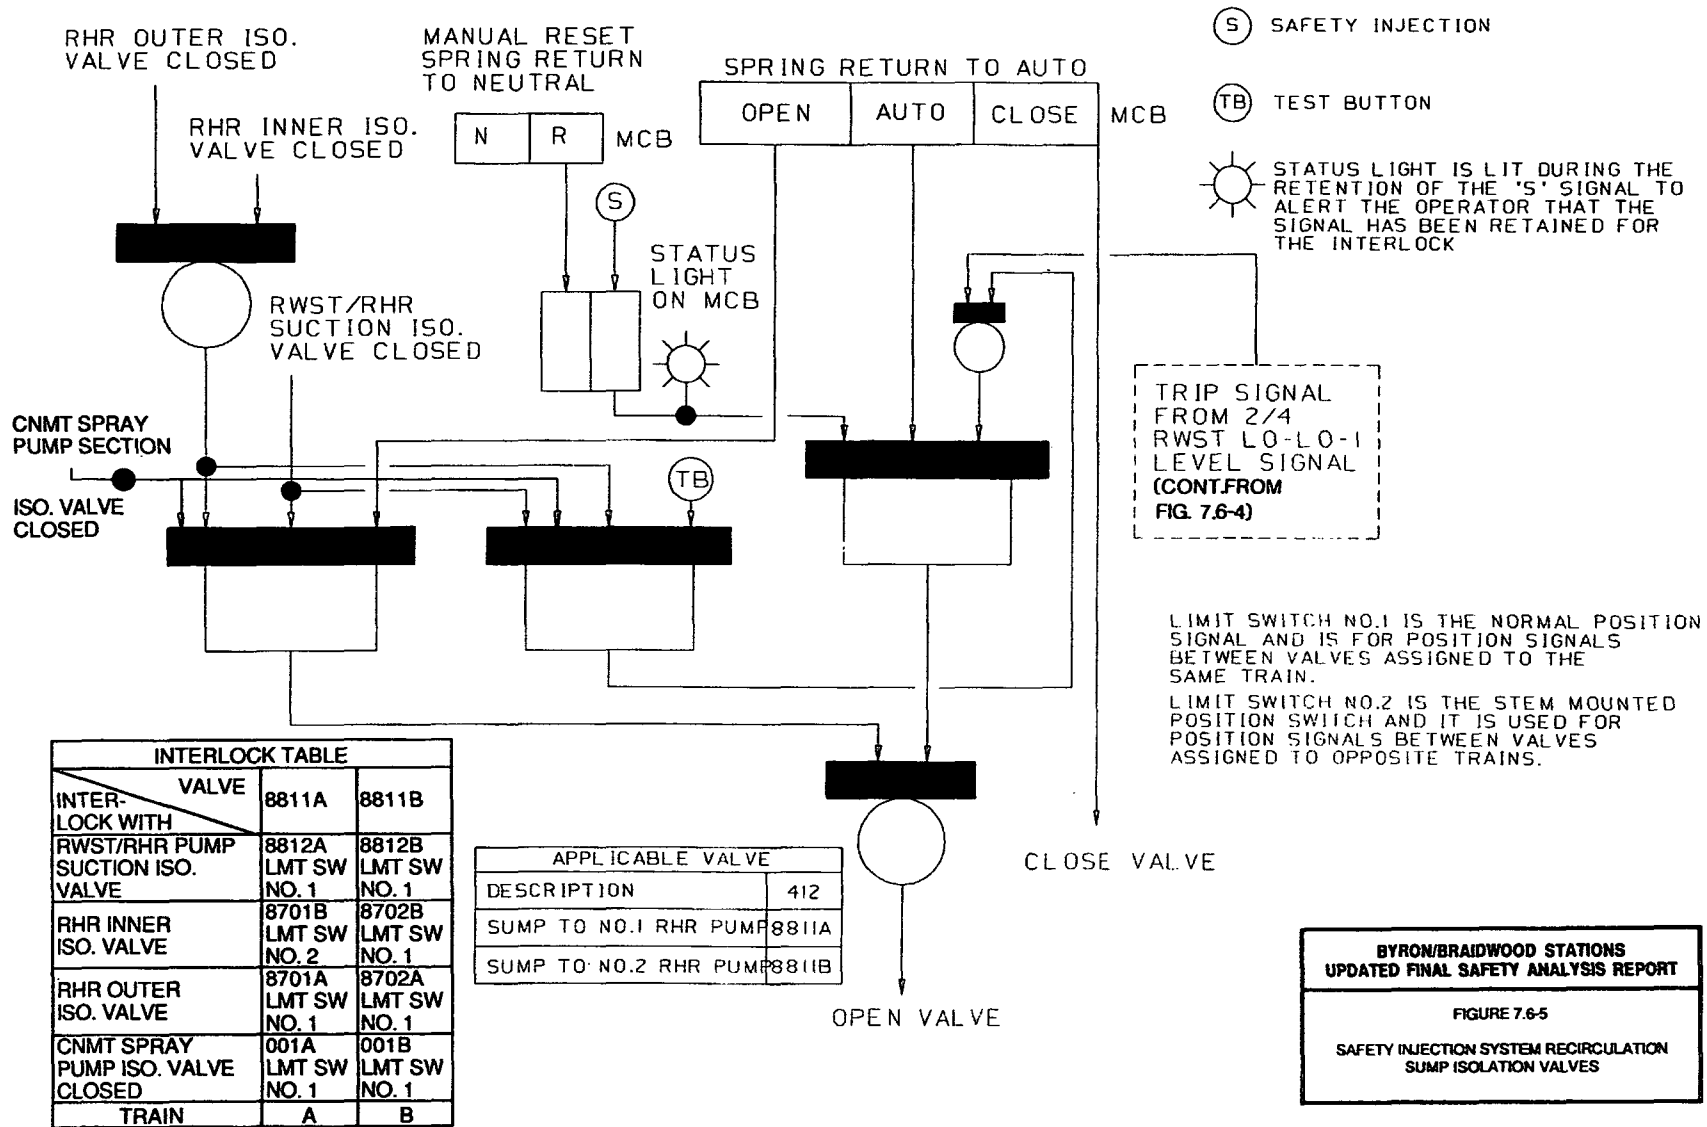 RHR OUTER ISO.
VALVE CLOSED
RHR INNER ISO.
VALVE CLOSED
MANUAL RESET
SPRING RETURN
TO NEUTRAL
N R MCB
SPRING RETURN TO AUTO
OPEN AUTO CLOSE MCB
S SAFETY INJECTION
TB TEST BUTTON
STATUS LIGHT IS LIT DURING THE
RETENTION OF THE 'S' SIGNAL TO
ALERT THE OPERATOR THAT THE
SIGNAL HAS BEEN RETAINED FOR
THE INTERLOCK
S
STATUS
LIGHT
ON MCB
RWST/RHR
SUCTION ISO.
VALVE CLOSED
CNMT SPRAY
PUMP SECTION
ISO. VALVE
CLOSED
TB
TRIP SIGNAL
FROM 2/4
RWST LO-LO-1
LEVEL SIGNAL
(CONT.FROM
FIG. 7.6-4)
LIMIT SWITCH NO.1 IS THE NORMAL POSITION
SIGNAL AND IS FOR POSITION SIGNALS
BETWEEN VALVES ASSIGNED TO THE
SAME TRAIN.
LIMIT SWITCH NO.2 IS THE STEM MOUNTED
POSITION SWITCH AND IT IS USED FOR
POSITION SIGNALS BETWEEN VALVES
ASSIGNED TO OPPOSITE TRAINS.
INTERLOCK TABLE
VALVE
INTER-
LOCK WITH
8811A 8811B
RWST/RHR PUMP
SUCTION ISO.
VALVE
8812A 8812B
LMT SW LMT SW
NO. 1 NO. 1
RHR INNER
ISO. VALVE
8701B 8702B
LMT SW LMT SW
NO. 2 NO. 1
RHR OUTER
ISO. VALVE
8701A 8702A
LMT SW LMT SW
NO. 1 NO. 1
CNMT SPRAY
PUMP ISO. VALVE
CLOSED
001A 001B
LMT SW LMT SW
NO. 1 NO. 1
TRAIN A B
APPLICABLE VALVE
DESCRIPTION 412
SUMP TO NO.1 RHR PUMP 8811A
SUMP TO NO.2 RHR PUMP 8811B
OPEN VALVE
CLOSE VALVE
BYRON/BRAIDWOOD STATIONS
UPDATED FINAL SAFETY ANALYSIS REPORT
FIGURE 7.6-5
SAFETY INJECTION SYSTEM RECIRCULATION
SUMP ISOLATION VALVES